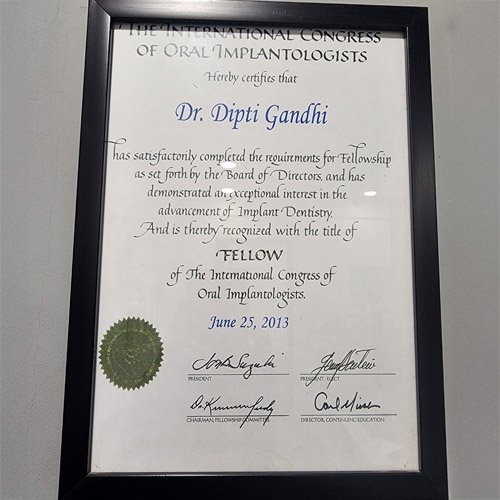 THE INTERNATIONAL CONGRESS
OF ORAL IMPLANTOLOGISTS
Hereby certifies that
Dr. Dipti Gandhi
has satisfactorily completed the requirements for Fellowship
as set forth by the Board of Directors, and has
demonstrated an exceptional interest in the
advancement of Implant Dentistry.
And is thereby recognized with the title of
FELLOW
of The International Congress of
Oral Implantologists.
June 25, 2013
PRESIDENT
PRESIDENT-ELECT
CHAIRMAN, FELLOWSHIP COMMITTEE
DIRECTOR, CONTINUING EDUCATION